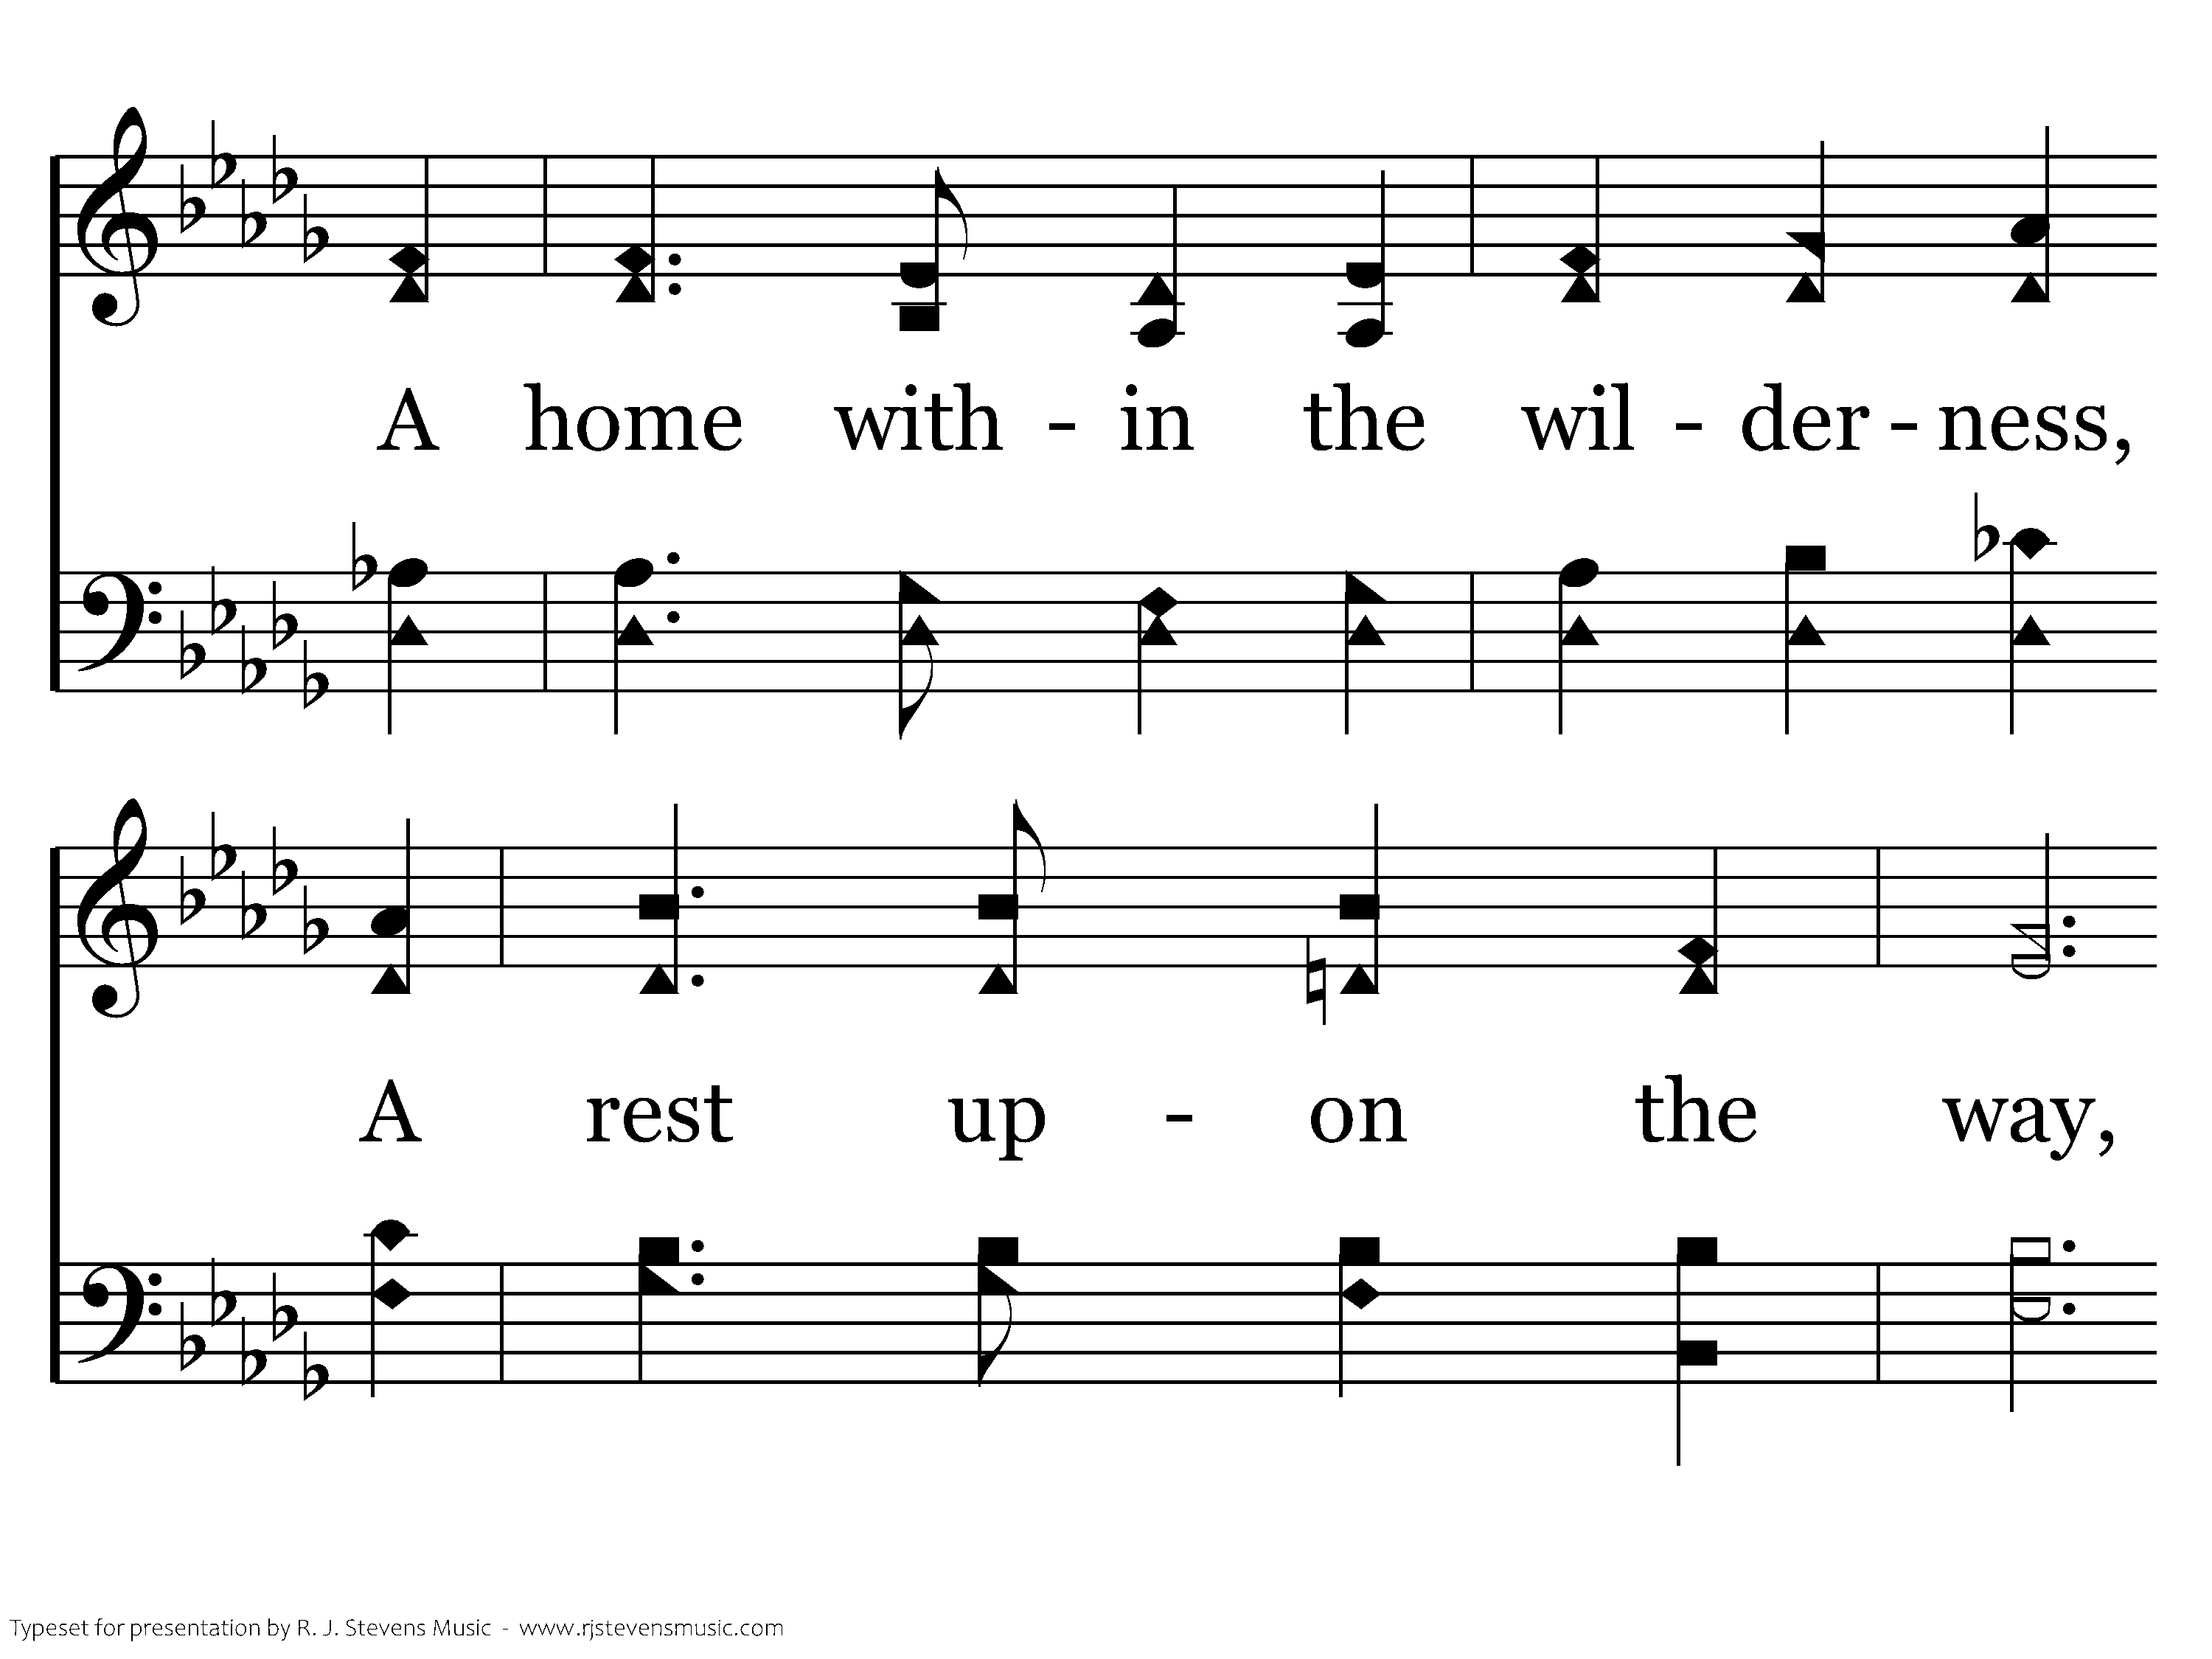 A home with - in the wil - der - ness,
A rest up - on the way,
Typeset for presentation by R. J. Stevens Music - www.rjstevensmusic.com